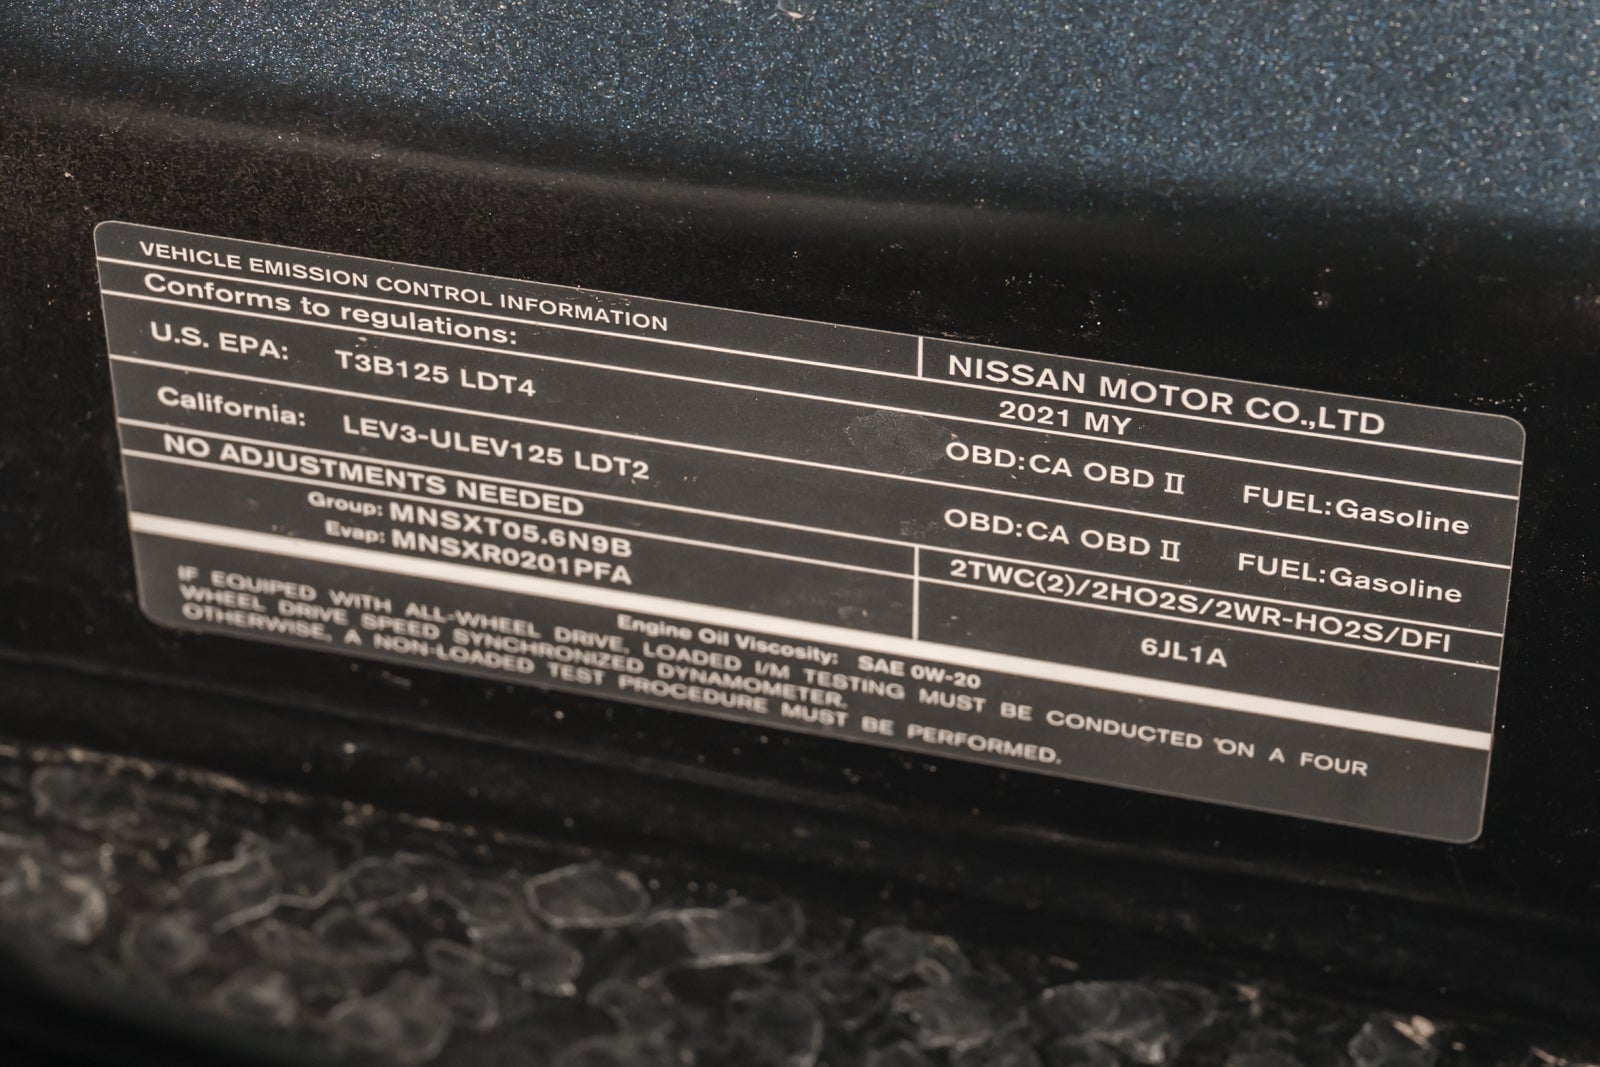 VEHICLE EMISSION CONTROL INFORMATION
NISSAN MOTOR CO.,LTD
Conforms to regulations:
2021 MY
U.S. EPA: T3B125 LDT4 OBD:CA OBD II FUEL:Gasoline
California: LEV3-ULEV125 LDT2 OBD:CA OBD II FUEL:Gasoline
NO ADJUSTMENTS NEEDED
2TWC(2)/2HO2S/2WR-HO2S/DFI
Group: MNSXT05.6N9B
Evap: MNSXR0201PFA
6JL1A
Engine Oil Viscosity: SAE 0W-20
IF EQUIPED WITH ALL-WHEEL DRIVE, LOADED I/M TESTING MUST BE CONDUCTED ON A FOUR
WHEEL DRIVE SPEED SYNCHRONIZED DYNAMOMETER.
OTHERWISE, A NON-LOADED TEST PROCEDURE MUST BE PERFORMED.